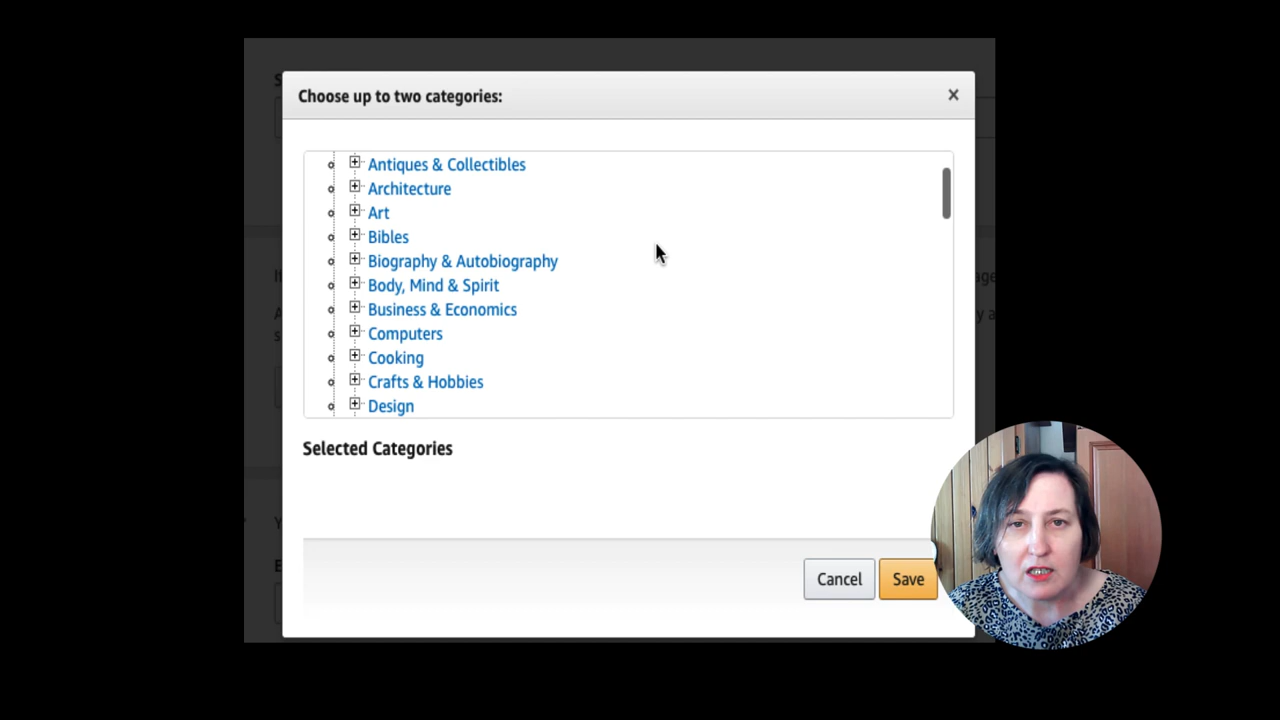 S
Choose up to two categories:
×
Antiques & Collectibles
Architecture
Art
Bibles
Biography & Autobiography
Body, Mind & Spirit
Business & Economics
Computers
Cooking
Crafts & Hobbies
Design
Selected Categories
Cancel
Save